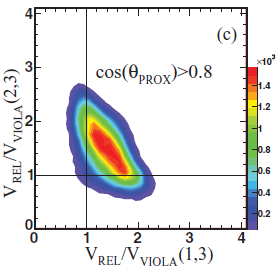 (c)
cos(θPROX)>0.8
VREL/VVIOLA(2,3)
4
3
2
1
0
0 1 2 3 4
VREL/VVIOLA(1,3)
×10³
1.4
1.2
1
0.8
0.6
0.4
0.2